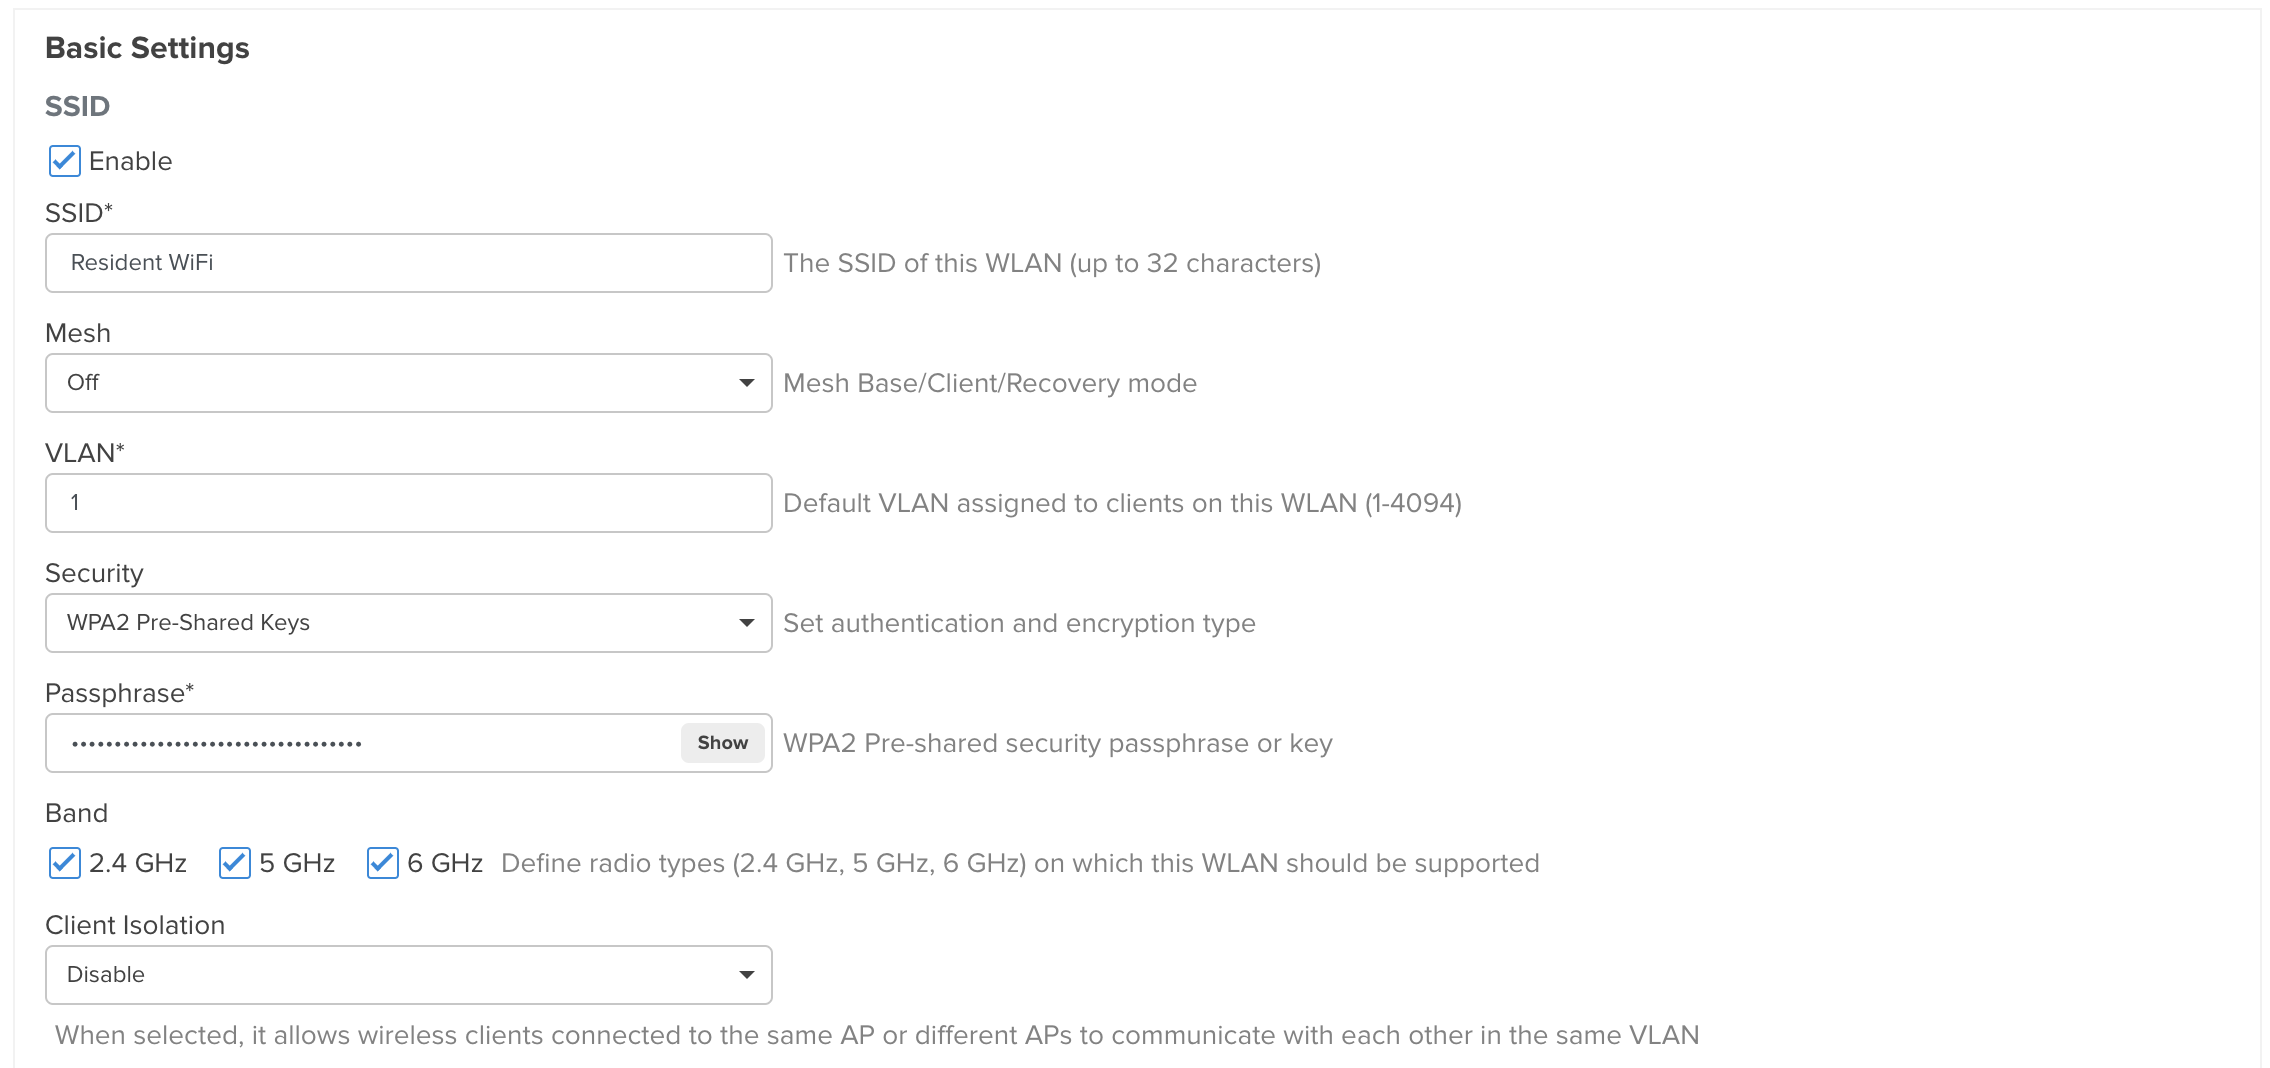 Basic Settings
SSID
Enable
SSID*
Resident WiFi The SSID of this WLAN (up to 32 characters)
Mesh
Off Mesh Base/Client/Recovery mode
VLAN*
1 Default VLAN assigned to clients on this WLAN (1-4094)
Security
WPA2 Pre-Shared Keys Set authentication and encryption type
Passphrase*
•••••••••••••••••••••••••••••••••• Show WPA2 Pre-shared security passphrase or key
Band
2.4 GHz 5 GHz 6 GHz Define radio types (2.4 GHz, 5 GHz, 6 GHz) on which this WLAN should be supported
Client Isolation
Disable
When selected, it allows wireless clients connected to the same AP or different APs to communicate with each other in the same VLAN